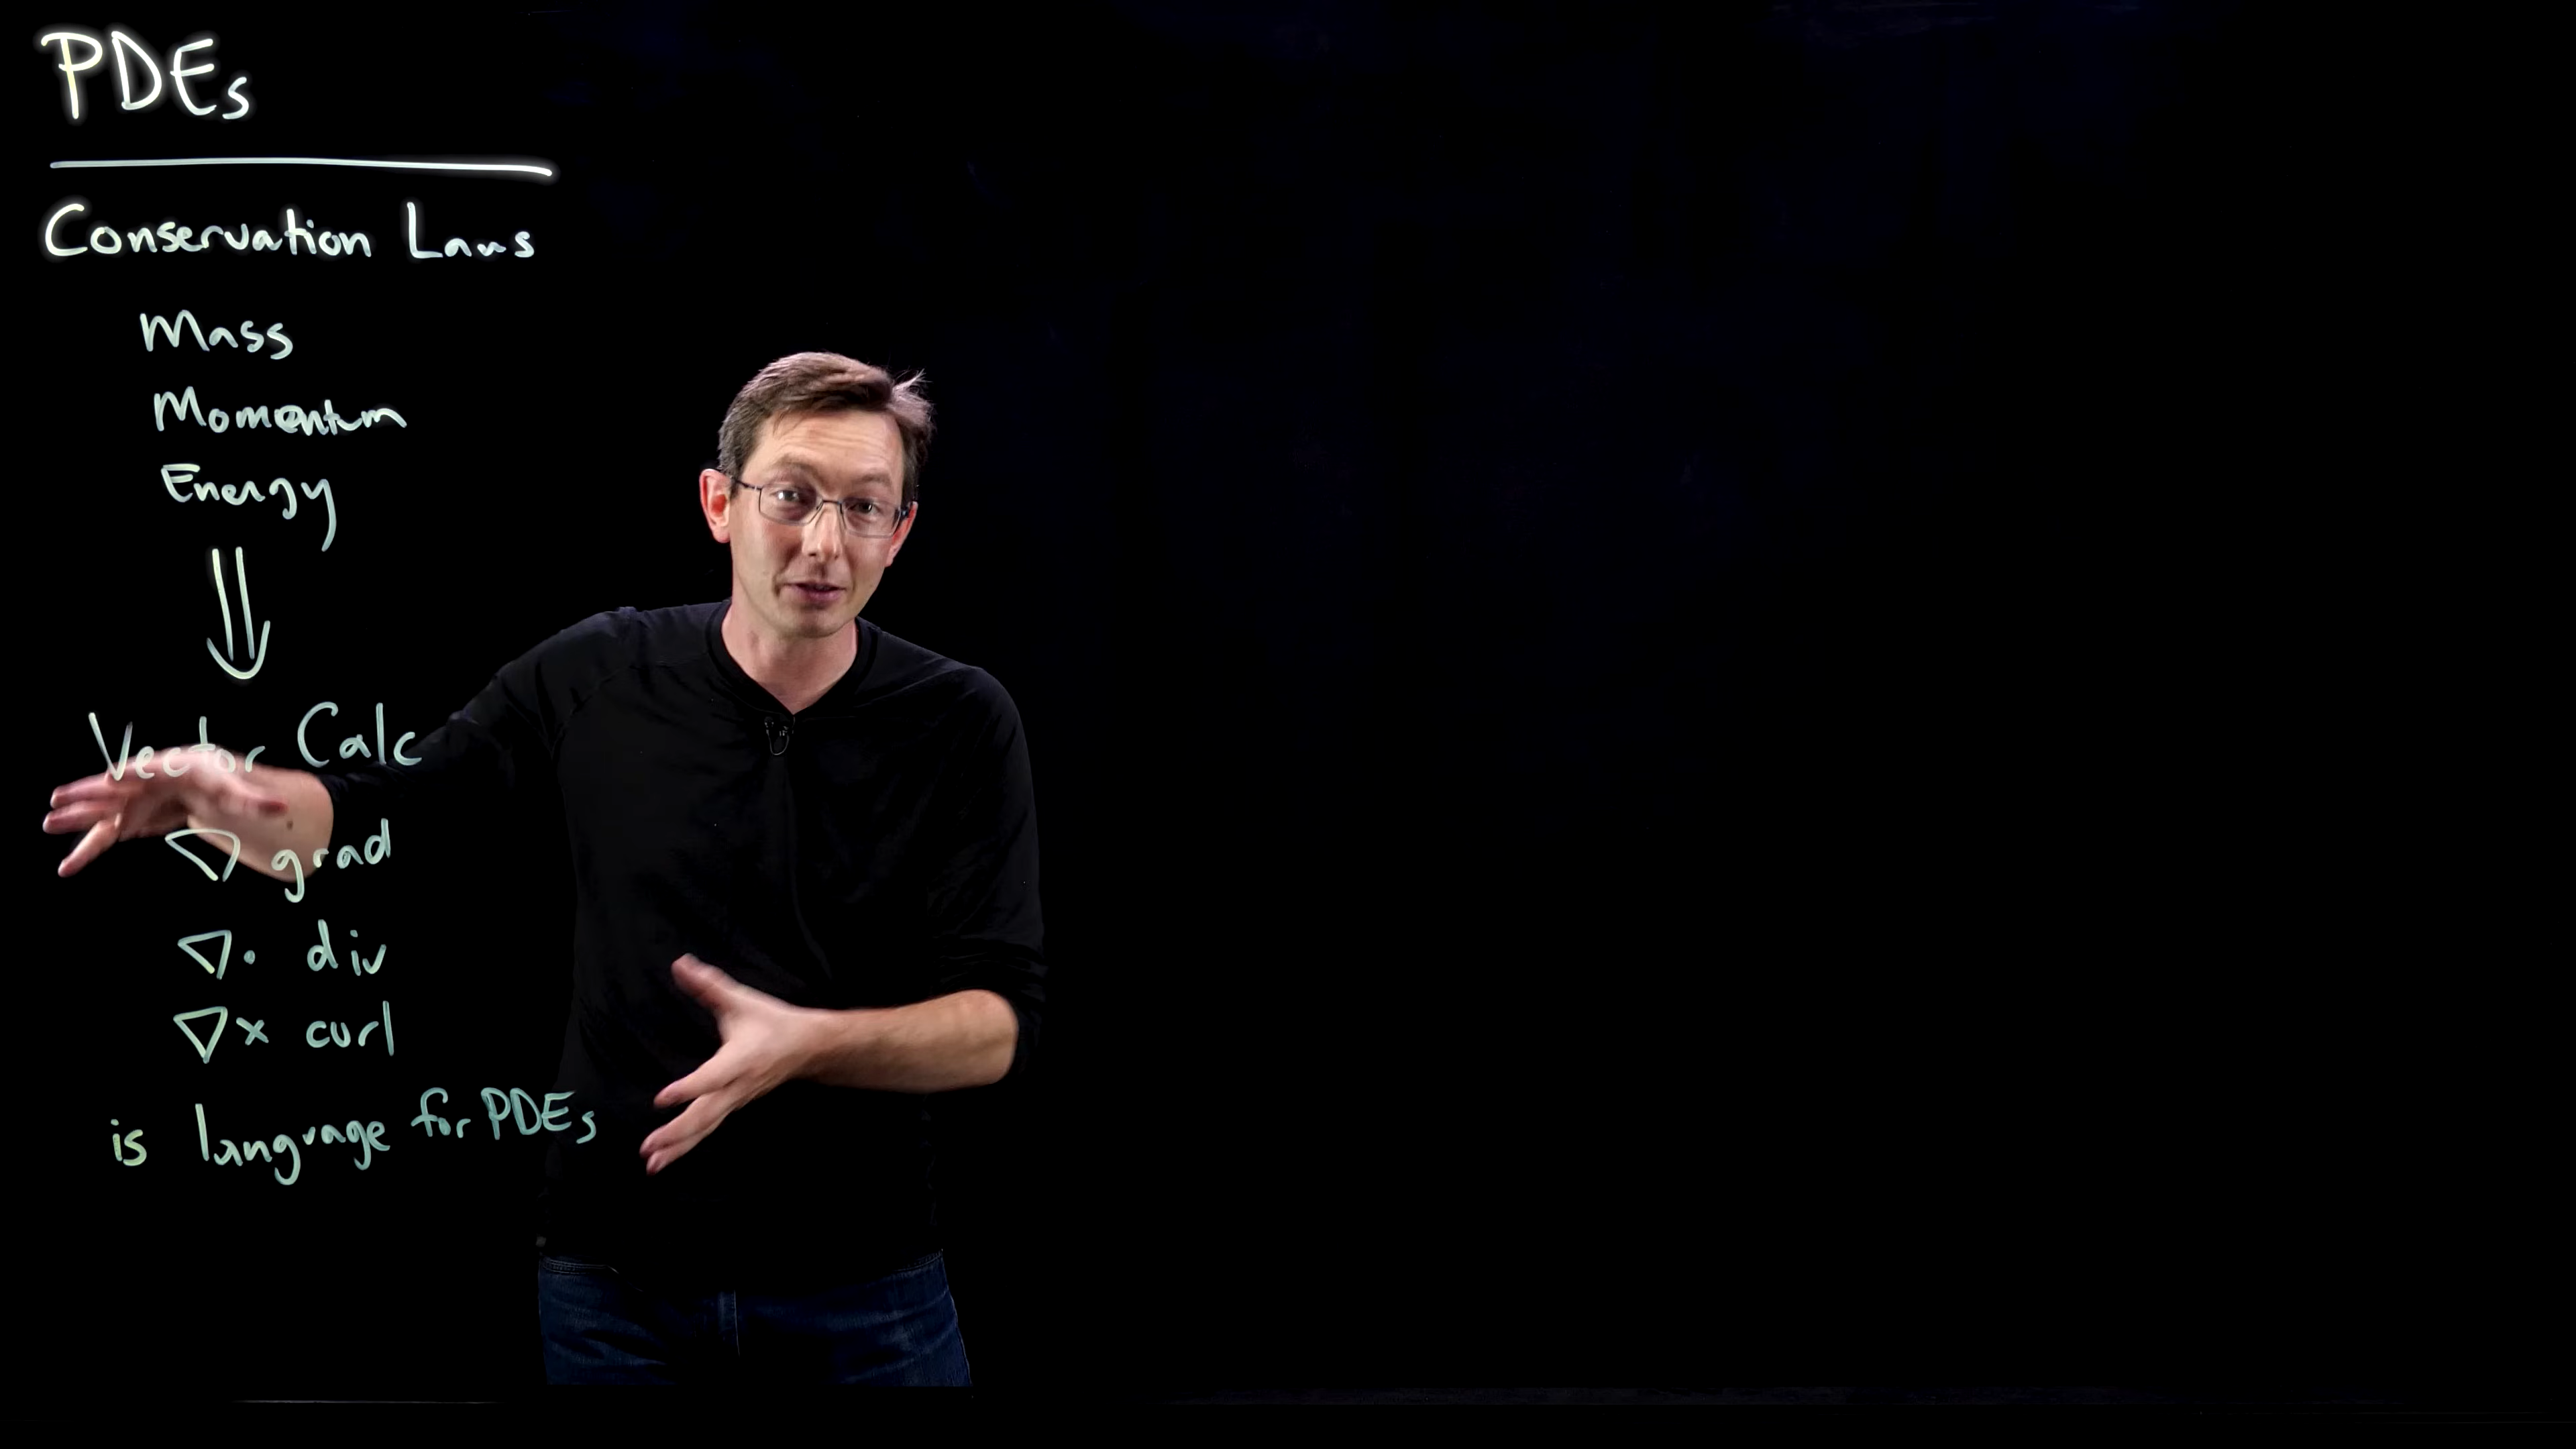 PDEs
Conservation Laws
Mass
Momentum
Energy
⇓
Vector Calc
∇ grad
∇· div
∇× curl
is language for PDEs